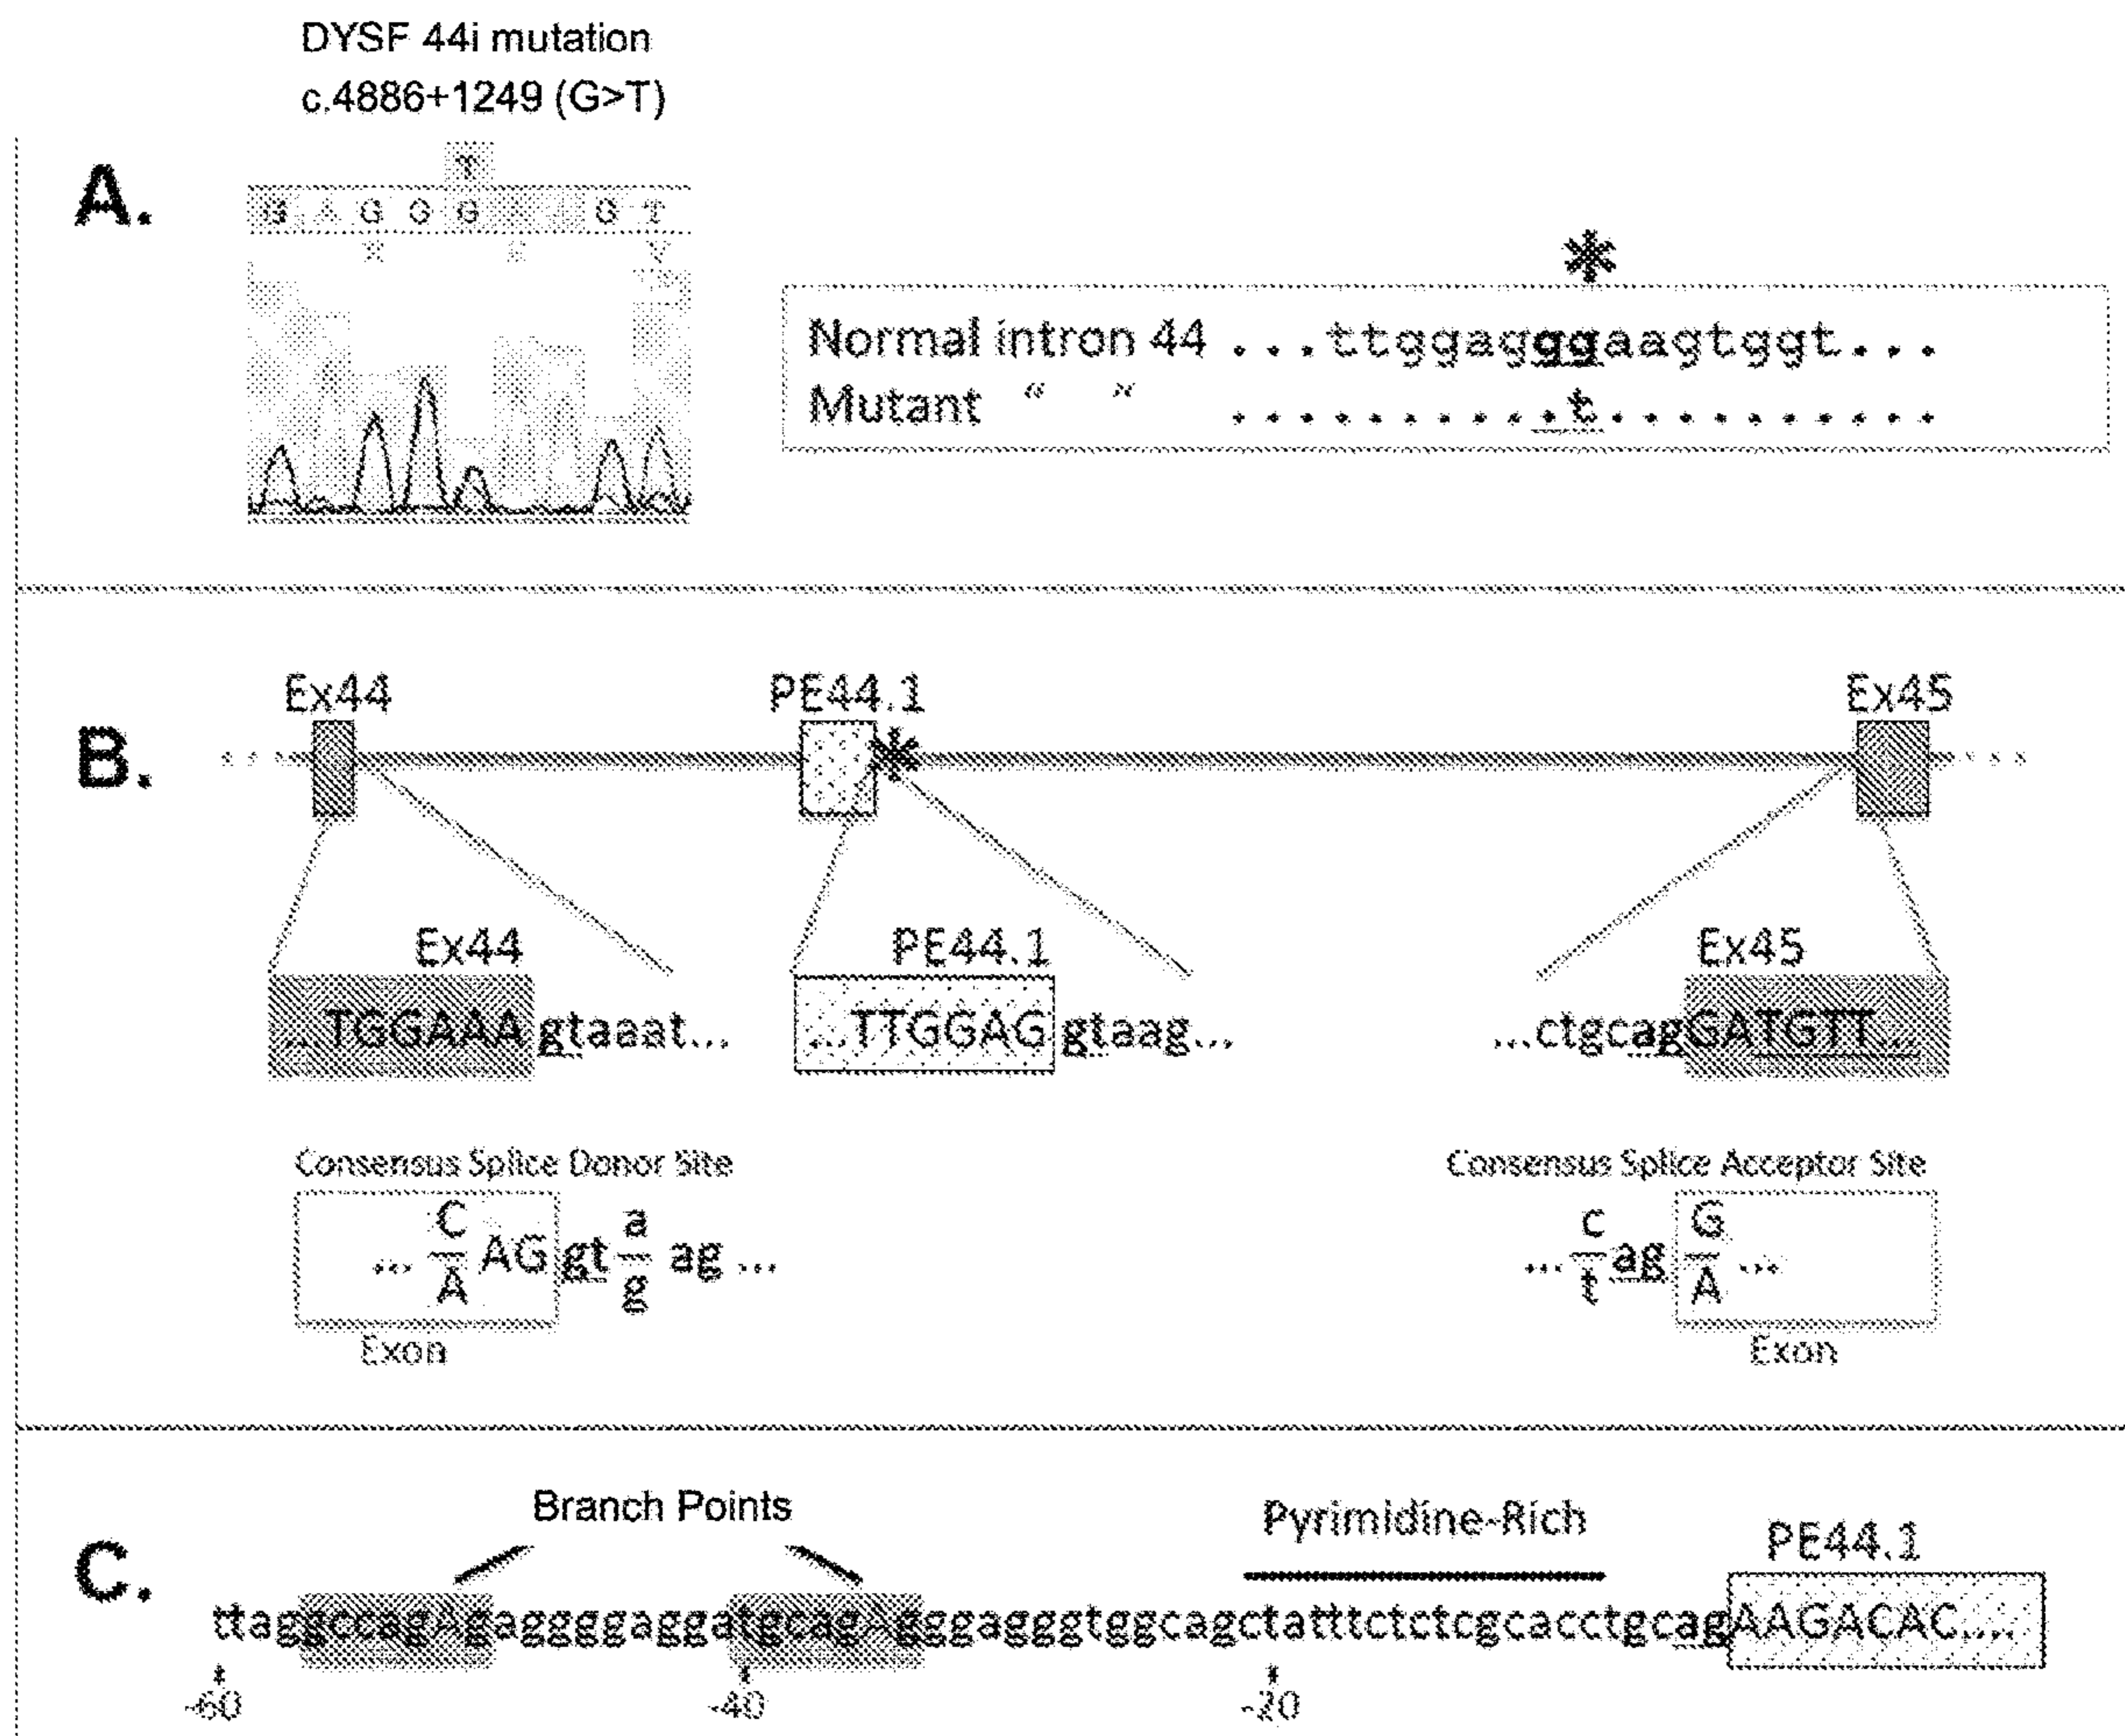 DYSF 44i mutation
c.4886+1249 (G>T)
A.
T
G A G G G G T
*
Normal intron 44 ...ttggagggaagtggt...
Mutant “ ” ..........t..........
B.
Ex44 PE44.1 Ex45
*
Ex44 PE44.1 Ex45
...TGGAAA gtaaat... ...TTGGAG gtaag... ...ctgcagGATGTT...
Consensus Splice Donor Site Consensus Splice Acceptor Site
... C/A AG gt a/g ag ... ... c/t ag G/A ...
Exon Exon
C.
Branch Points Pyrimidine-Rich PE44.1
ttaggccagAgaggggaggatgcagAgggagggtggcagctatttctctcgcacctgcagAAGACAC....
-60 -40 -20